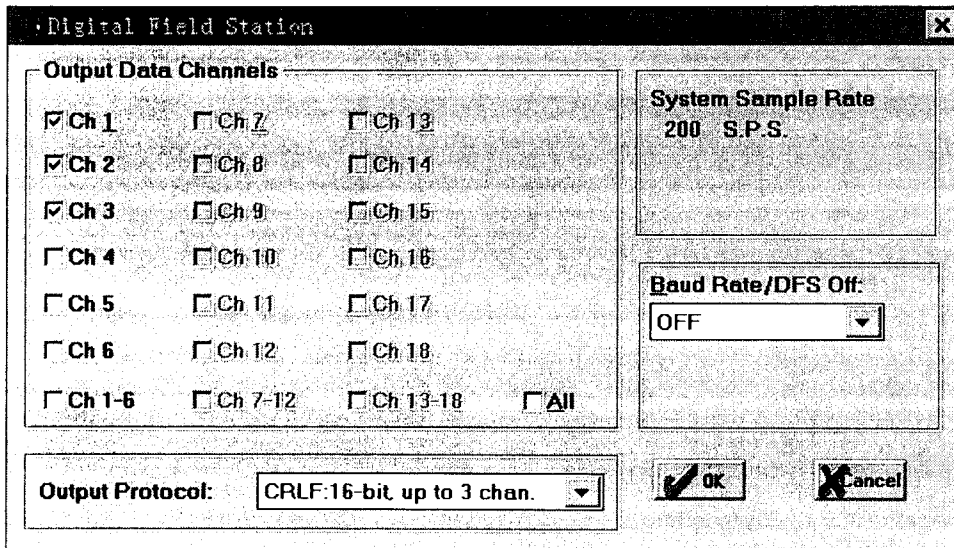 Digital Field Station
Output Data Channels
Ch 1 Ch 7 Ch 13
Ch 2 Ch 8 Ch 14
Ch 3 Ch 9 Ch 15
Ch 4 Ch 10 Ch 16
Ch 5 Ch 11 Ch 17
Ch 6 Ch 12 Ch 18
Ch 1-6 Ch 7-12 Ch 13-18 All
System Sample Rate
200 S.P.S.
Baud Rate/DFS Off:
OFF
Output Protocol: CRLF:16-bit, up to 3 chan.
OK Cancel